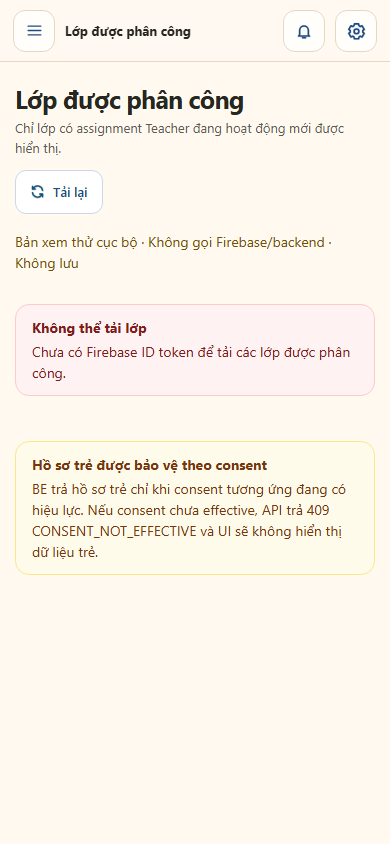 Lớp được phân công
Lớp được phân công
Chỉ lớp có assignment Teacher đang hoạt động mới được
hiển thị.
Tải lại
Bản xem thử cục bộ · Không gọi Firebase/backend ·
Không lưu
Không thể tải lớp
Chưa có Firebase ID token để tải các lớp được phân
công.
Hồ sơ trẻ được bảo vệ theo consent
BE trả hồ sơ trẻ chỉ khi consent tương ứng đang có
hiệu lực. Nếu consent chưa effective, API trả 409
CONSENT_NOT_EFFECTIVE và UI sẽ không hiển thị
dữ liệu trẻ.